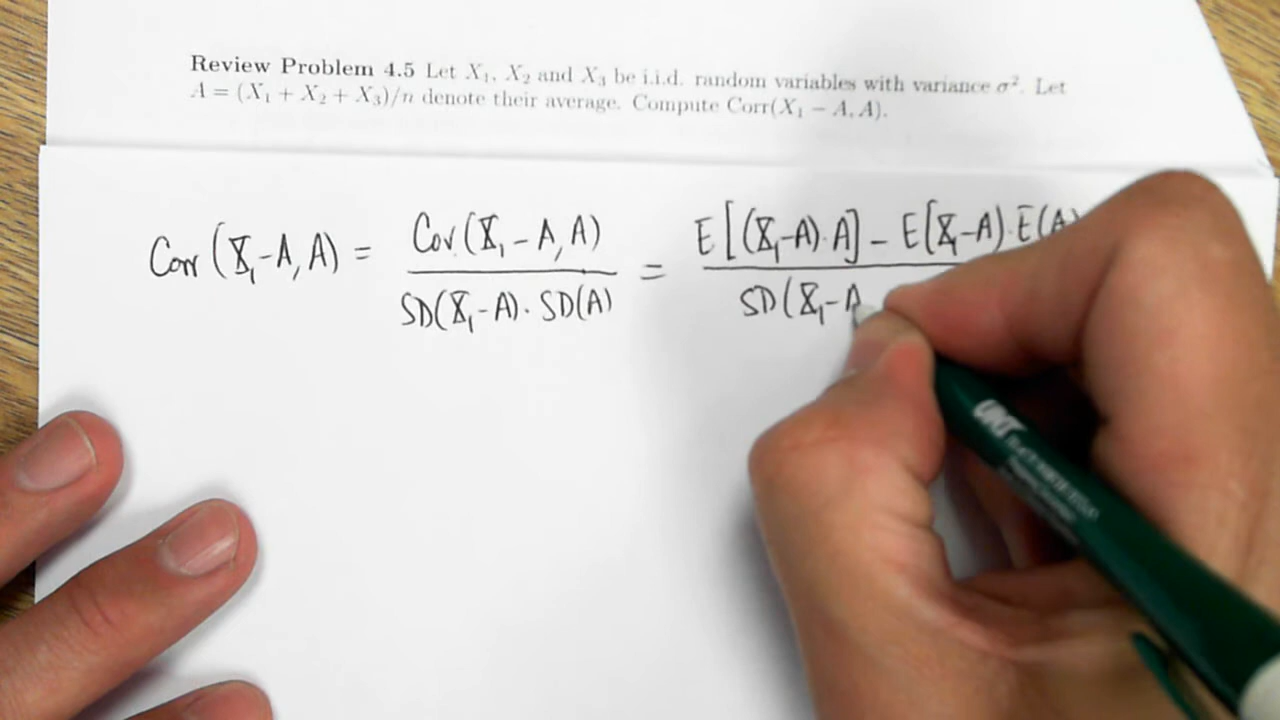 Review Problem 4.5 Let X₁, X₂ and X₃ be i.i.d. random variables with variance σ². Let
A = (X₁ + X₂ + X₃)/n denote their average. Compute Corr(X₁ − A, A).
Corr (X₁-A, A) = Cov (X₁ - A, A) / SD(X₁-A) · SD(A) = E[(X₁-A)·A] - E[X₁-A)·E(A) / SD(X₁-A